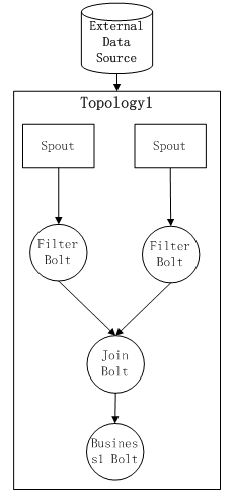 External
Data
Source
Topology1
Spout
Spout
Filter
Bolt
Filter
Bolt
Join
Bolt
Busines
s1 Bolt